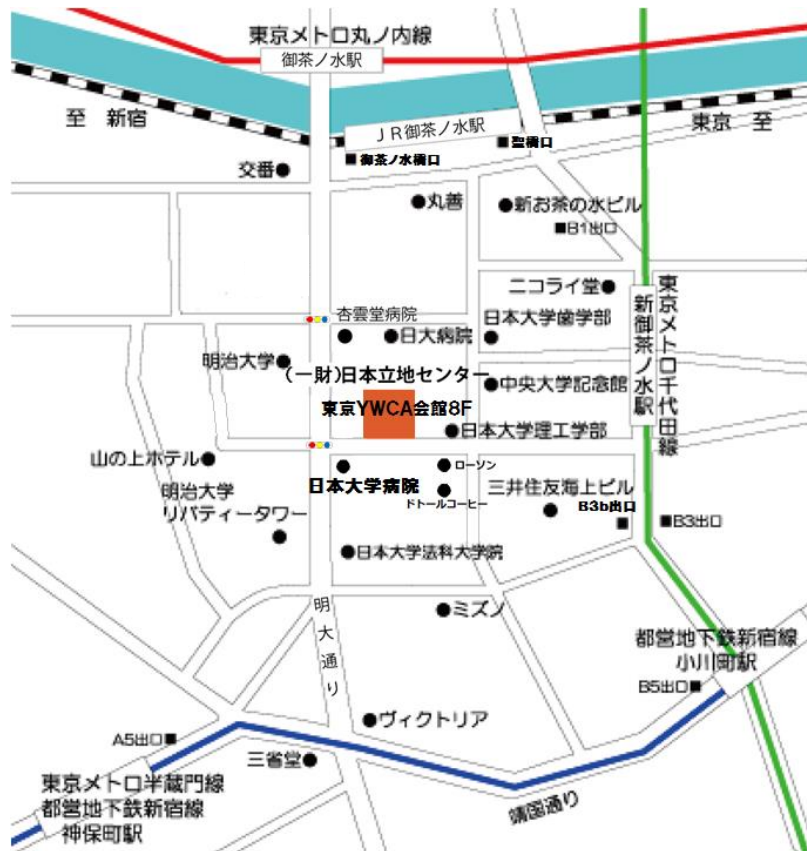 東京メトロ丸ノ内線
御茶ノ水駅
至 新宿
JR御茶ノ水駅
東京 至
御茶ノ水橋口
聖橋口
交番
丸善
新お茶の水ビル
B1出口
ニコライ堂
東京メトロ千代田線
新御茶ノ水駅
杏雲堂病院
日大病院
日本大学歯学部
明治大学
(一財)日本立地センター
東京YWCA会館8F
中央大学記念館
日本大学理工学部
山の上ホテル
日本大学病院
ローソン
ドトールコーヒー
明治大学
リバティータワー
三井住友海上ビル
B3b出口
B3出口
日本大学法科大学院
明大通り
ミズノ
都営地下鉄新宿線
小川町駅
B5出口
ヴィクトリア
A5出口
三省堂
東京メトロ半蔵門線
都営地下鉄新宿線
神保町駅
靖国通り